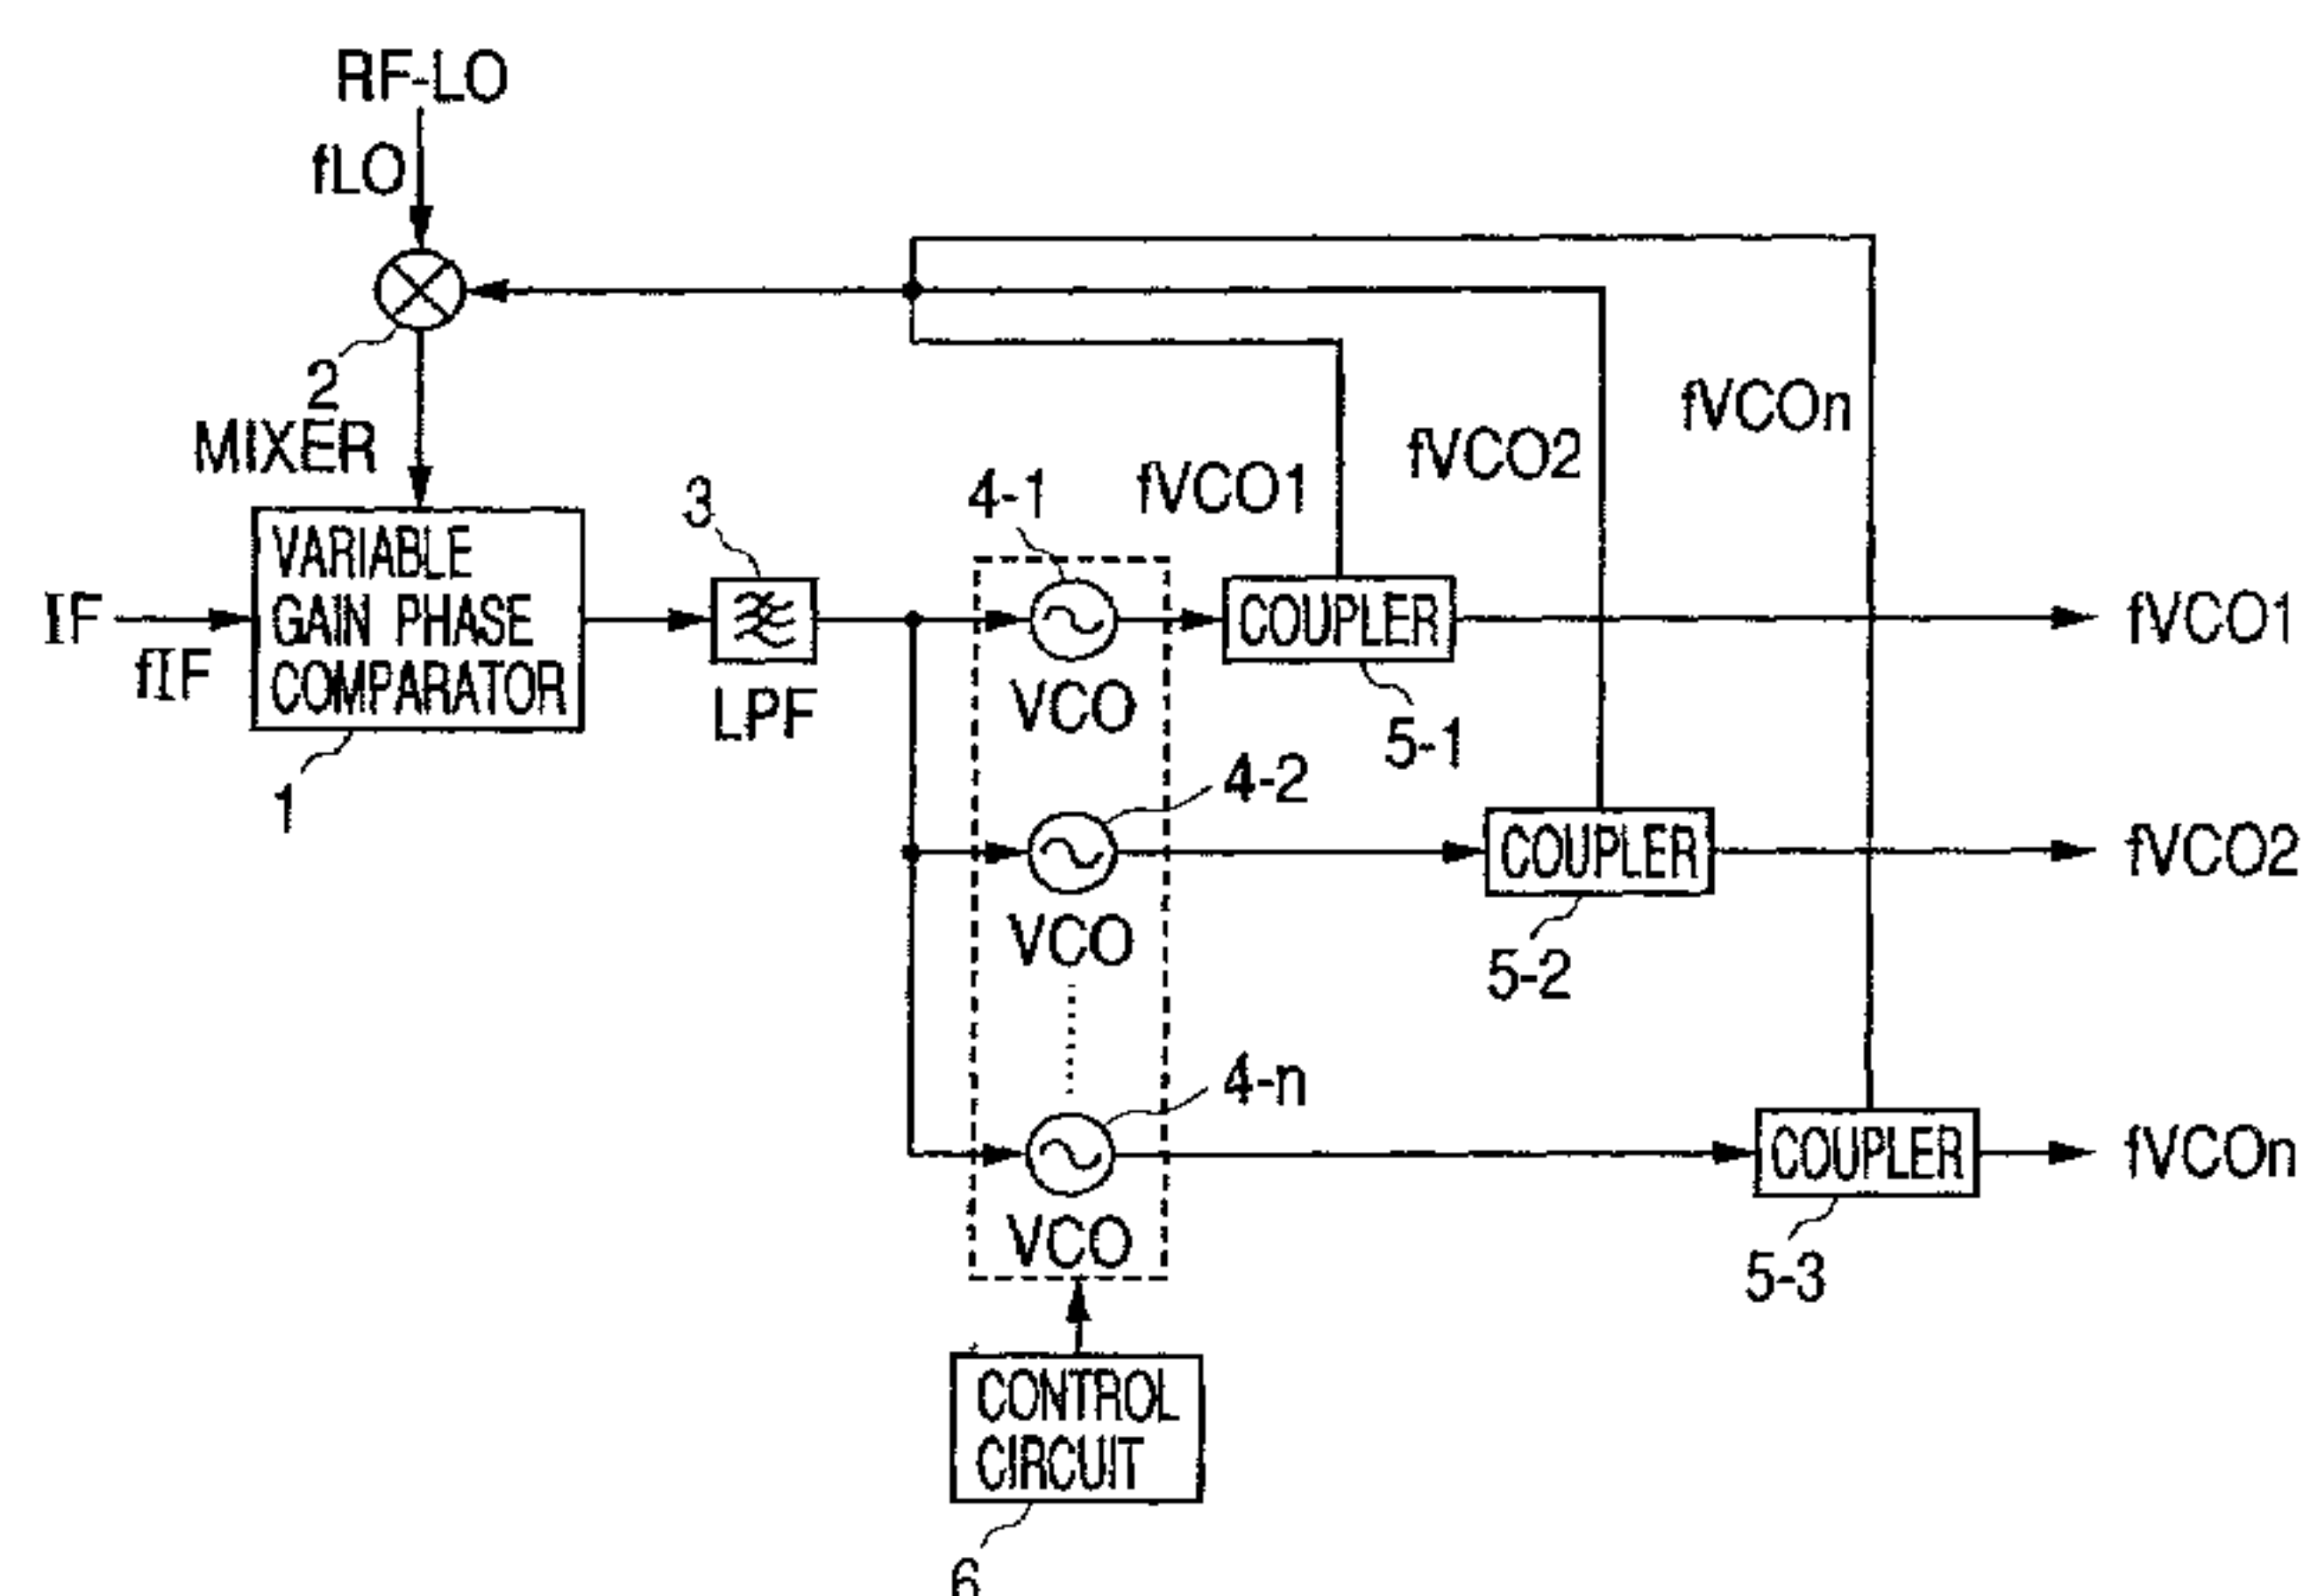 RF-LO
fLO
2
MIXER
fVCOn
fVCO2
fVCO1
4-1
3
VARIABLE
GAIN PHASE
COMPARATOR
IF
fIF
1
LPF
VCO
COUPLER
5-1
fVCO1
4-2
VCO
COUPLER
5-2
fVCO2
4-n
VCO
COUPLER
5-3
fVCOn
CONTROL
CIRCUIT
6